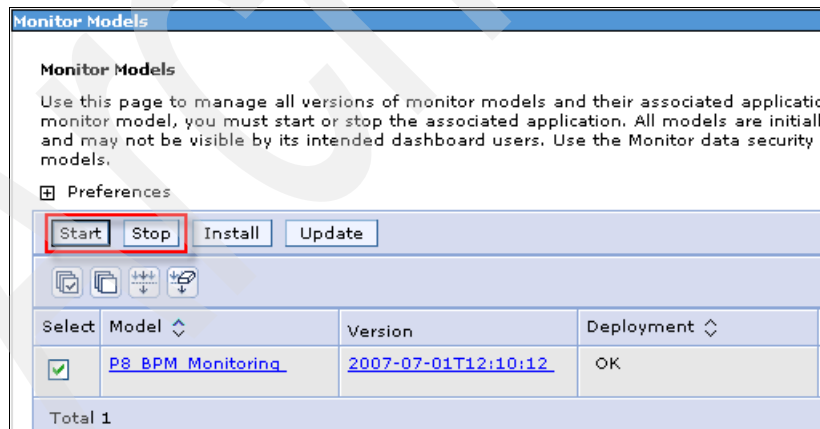 Monitor Models
Monitor Models
Use this page to manage all versions of monitor models and their associated applicatio
monitor model, you must start or stop the associated application. All models are initiall
and may not be visible by its intended dashboard users. Use the Monitor data security
models.
Preferences
Start Stop Install Update
Select Model Version Deployment
P8 BPM Monitoring 2007-07-01T12:10:12 OK
Total 1